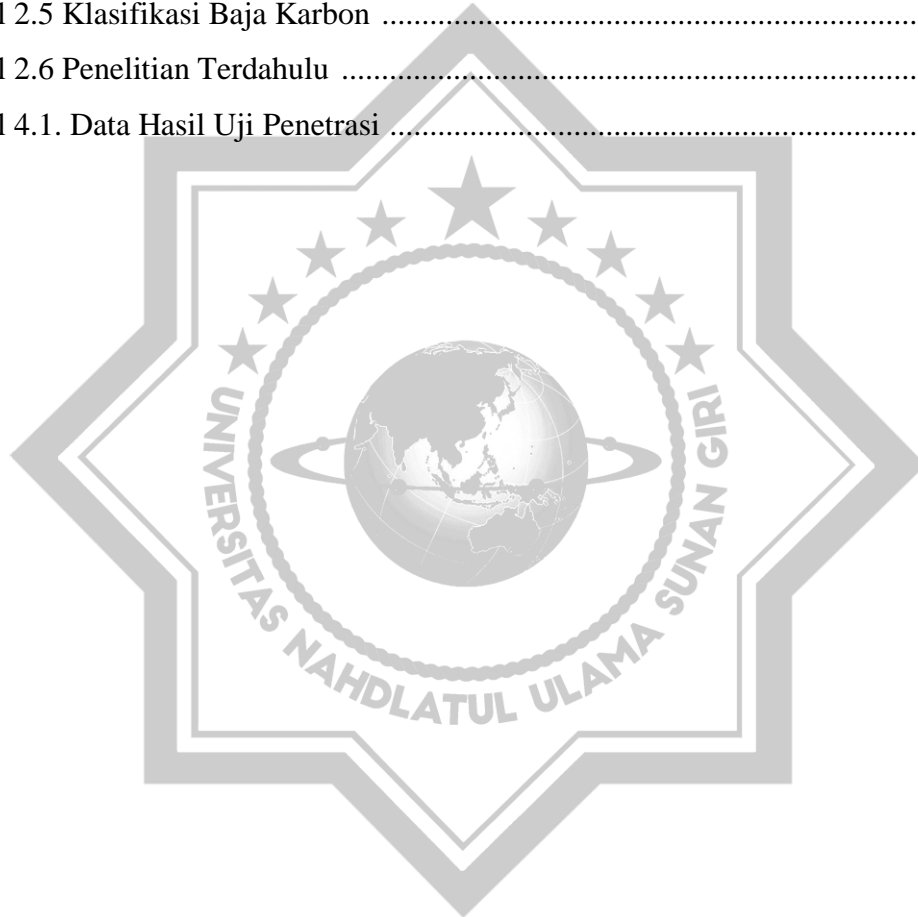 l 2.5 Klasifikasi Baja Karbon ................................................................
l 2.6 Penelitian Terdahulu ......................................................................
l 4.1. Data Hasil Uji Penetrasi ................................................................
UNIVERSITAS NAHDLATUL ULAMA SUNAN GIRI